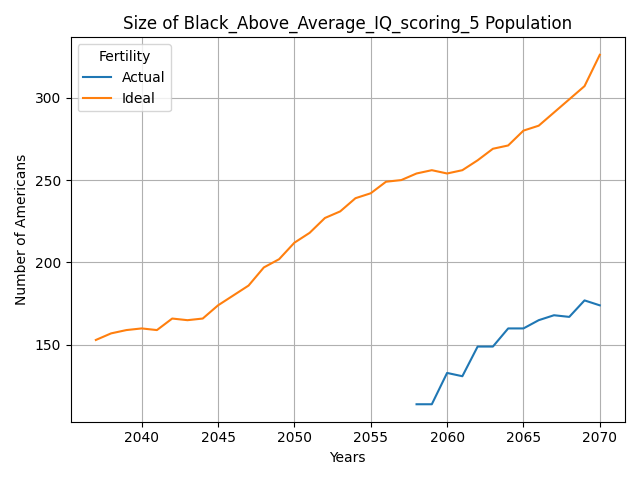 Size of Black_Above_Average_IQ_scoring_5 Population
Fertility
Actual
Ideal
Number of Americans
300
250
200
150
2040 2045 2050 2055 2060 2065 2070
Years